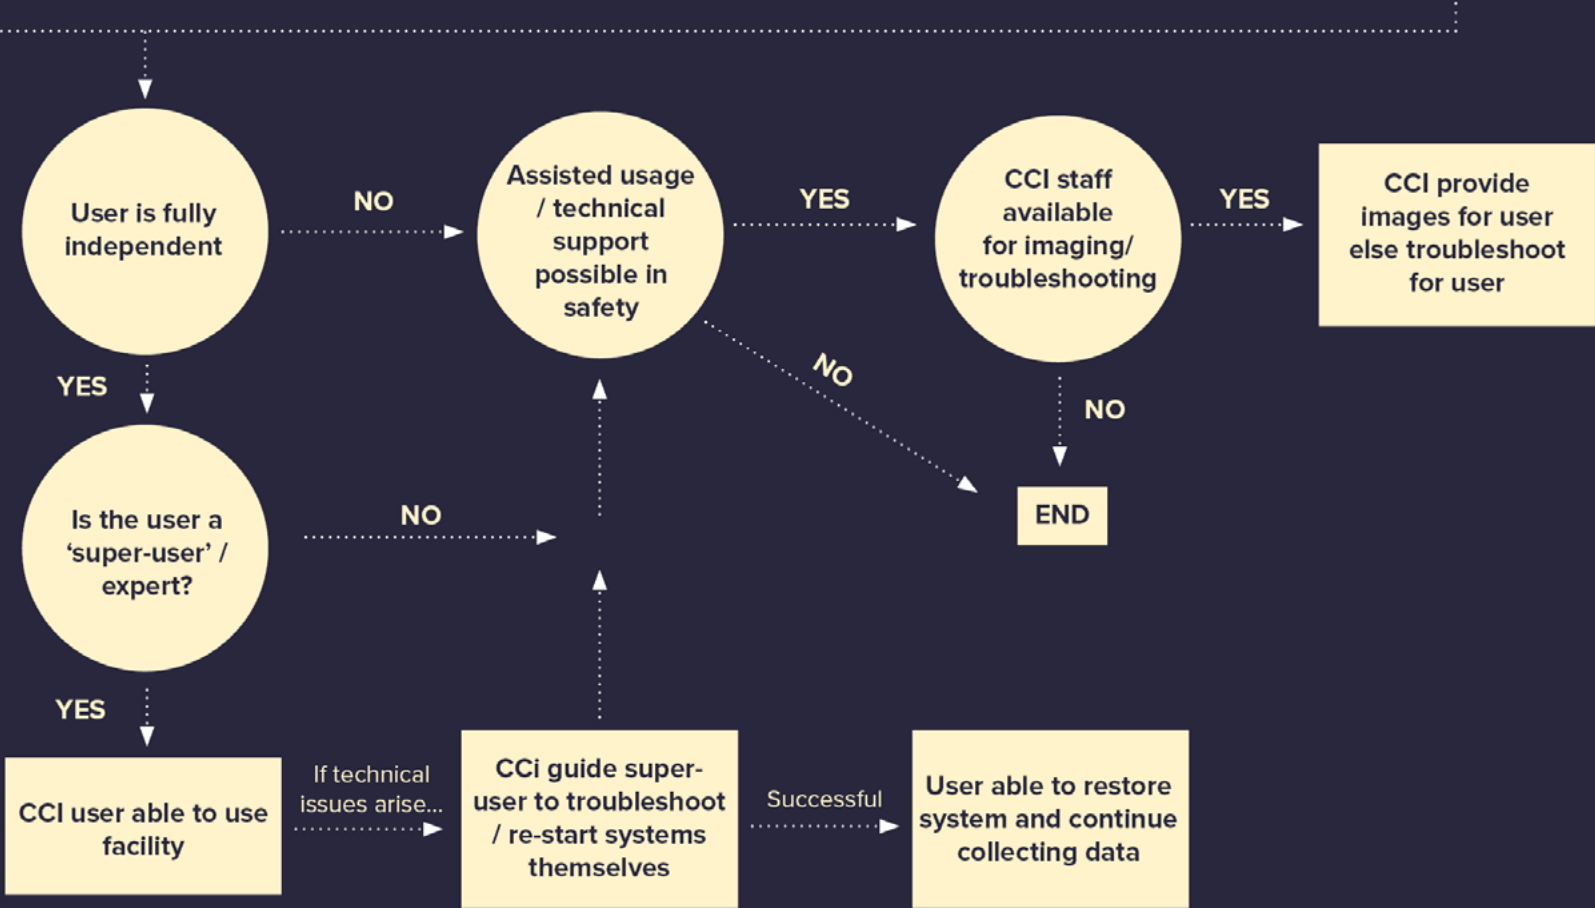 User is fully
independent
NO
Assisted usage
/ technical
support
possible in
safety
YES
CCI staff
available
for imaging/
troubleshooting
YES
CCI provide
images for user
else troubleshoot
for user
YES
NO
NO
END
Is the user a
‘super-user’ /
expert?
NO
YES
CCI user able to use
facility
If technical
issues arise...
CCi guide super-
user to troubleshoot
/ re-start systems
themselves
Successful
User able to restore
system and continue
collecting data